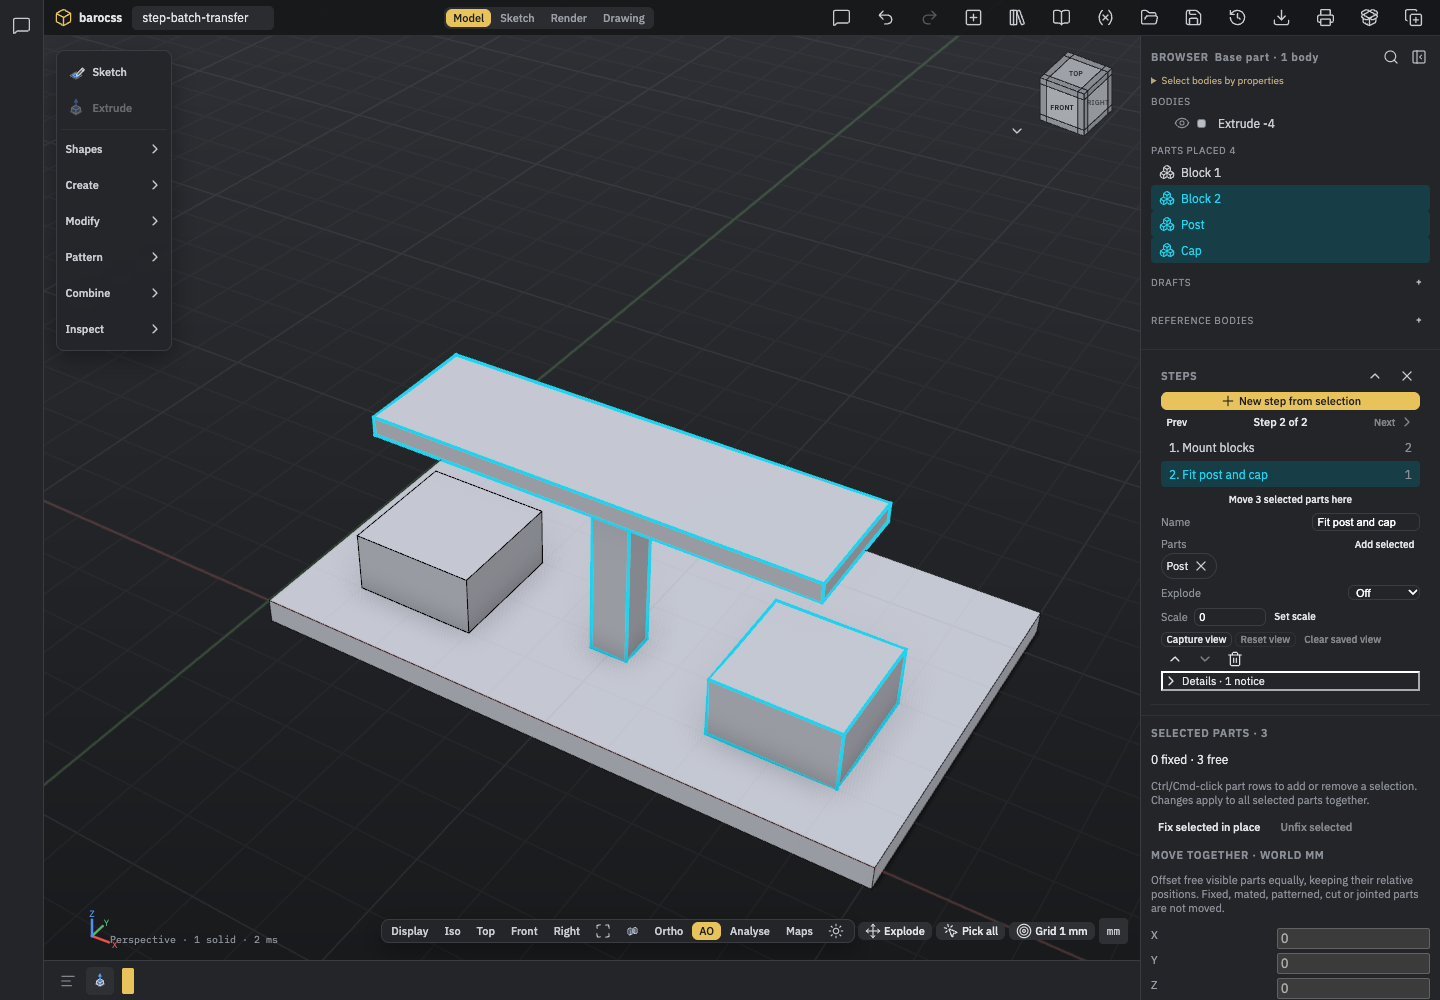 barocss
step-batch-transfer
Model
Sketch
Render
Drawing
Sketch
Extrude
Shapes
Create
Modify
Pattern
Combine
Inspect
TOP
FRONT
RIGHT
BROWSER Base part · 1 body
Select bodies by properties
BODIES
Extrude -4
PARTS PLACED 4
Block 1
Block 2
Post
Cap
DRAFTS +
REFERENCE BODIES +
STEPS
New step from selection
Prev Step 2 of 2 Next
1. Mount blocks 2
2. Fit post and cap 1
Move 3 selected parts here
Name Fit post and cap
Parts Add selected
Post
Explode Off
Scale 0 Set scale
Capture view Reset view Clear saved view
Details · 1 notice
SELECTED PARTS · 3
0 fixed · 3 free
Ctrl/Cmd-click part rows to add or remove a selection.
Changes apply to all selected parts together.
Fix selected in place Unfix selected
MOVE TOGETHER · WORLD MM
Offset free visible parts equally, keeping their relative
positions. Fixed, mated, patterned, cut or jointed parts
are not moved.
X 0
Y 0
Z 0
Z
Y
X
Perspective · 1 solid · 2 ms
Display Iso Top Front Right Ortho AO Analyse Maps Explode Pick all Grid 1 mm mm